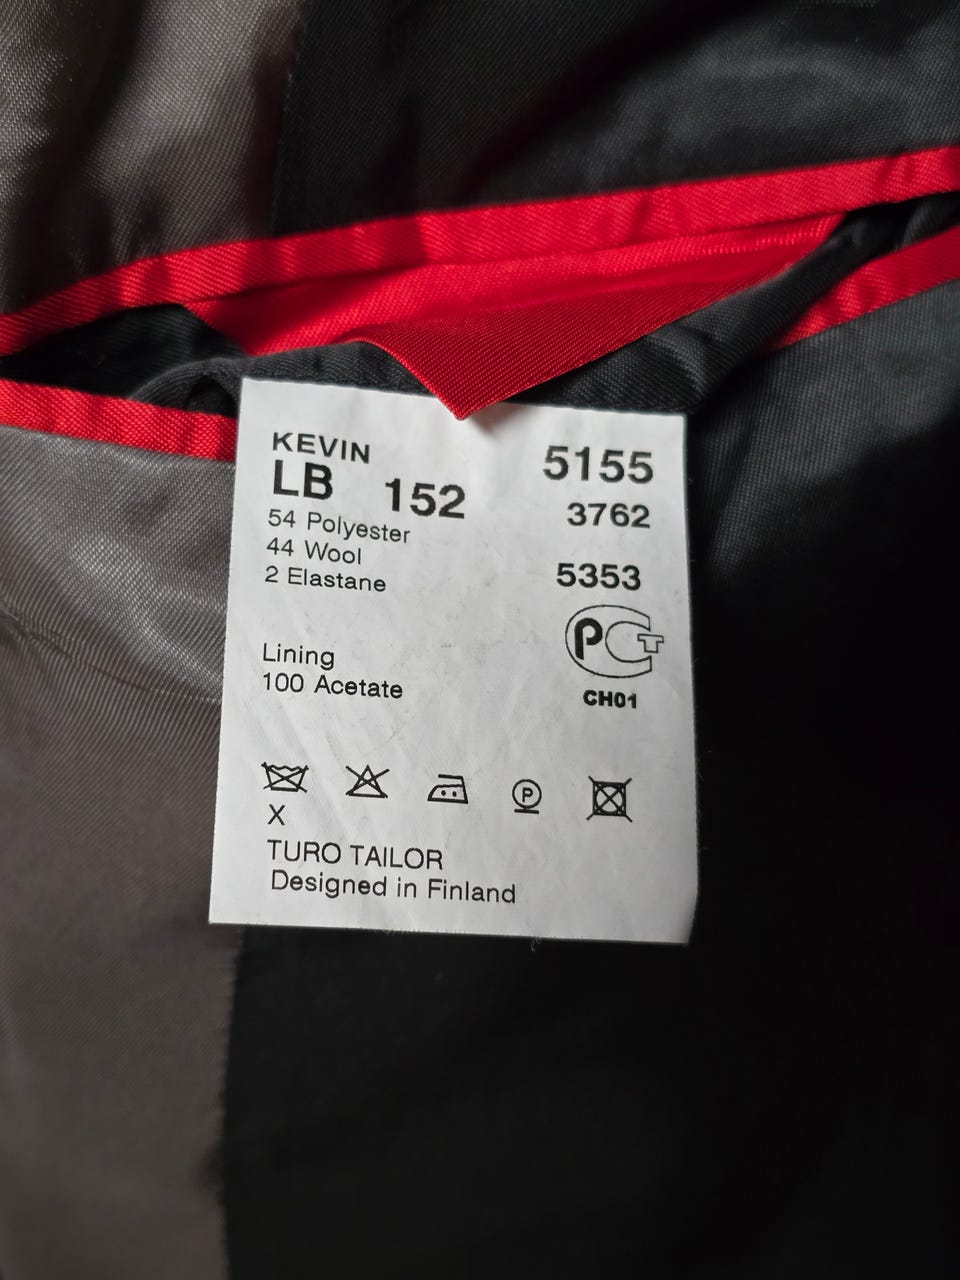 KEVIN 5155
LB 152 3762
54 Polyester
44 Wool
2 Elastane 5353
PCT
Lining
100 Acetate CH01
P
X
TURO TAILOR
Designed in Finland